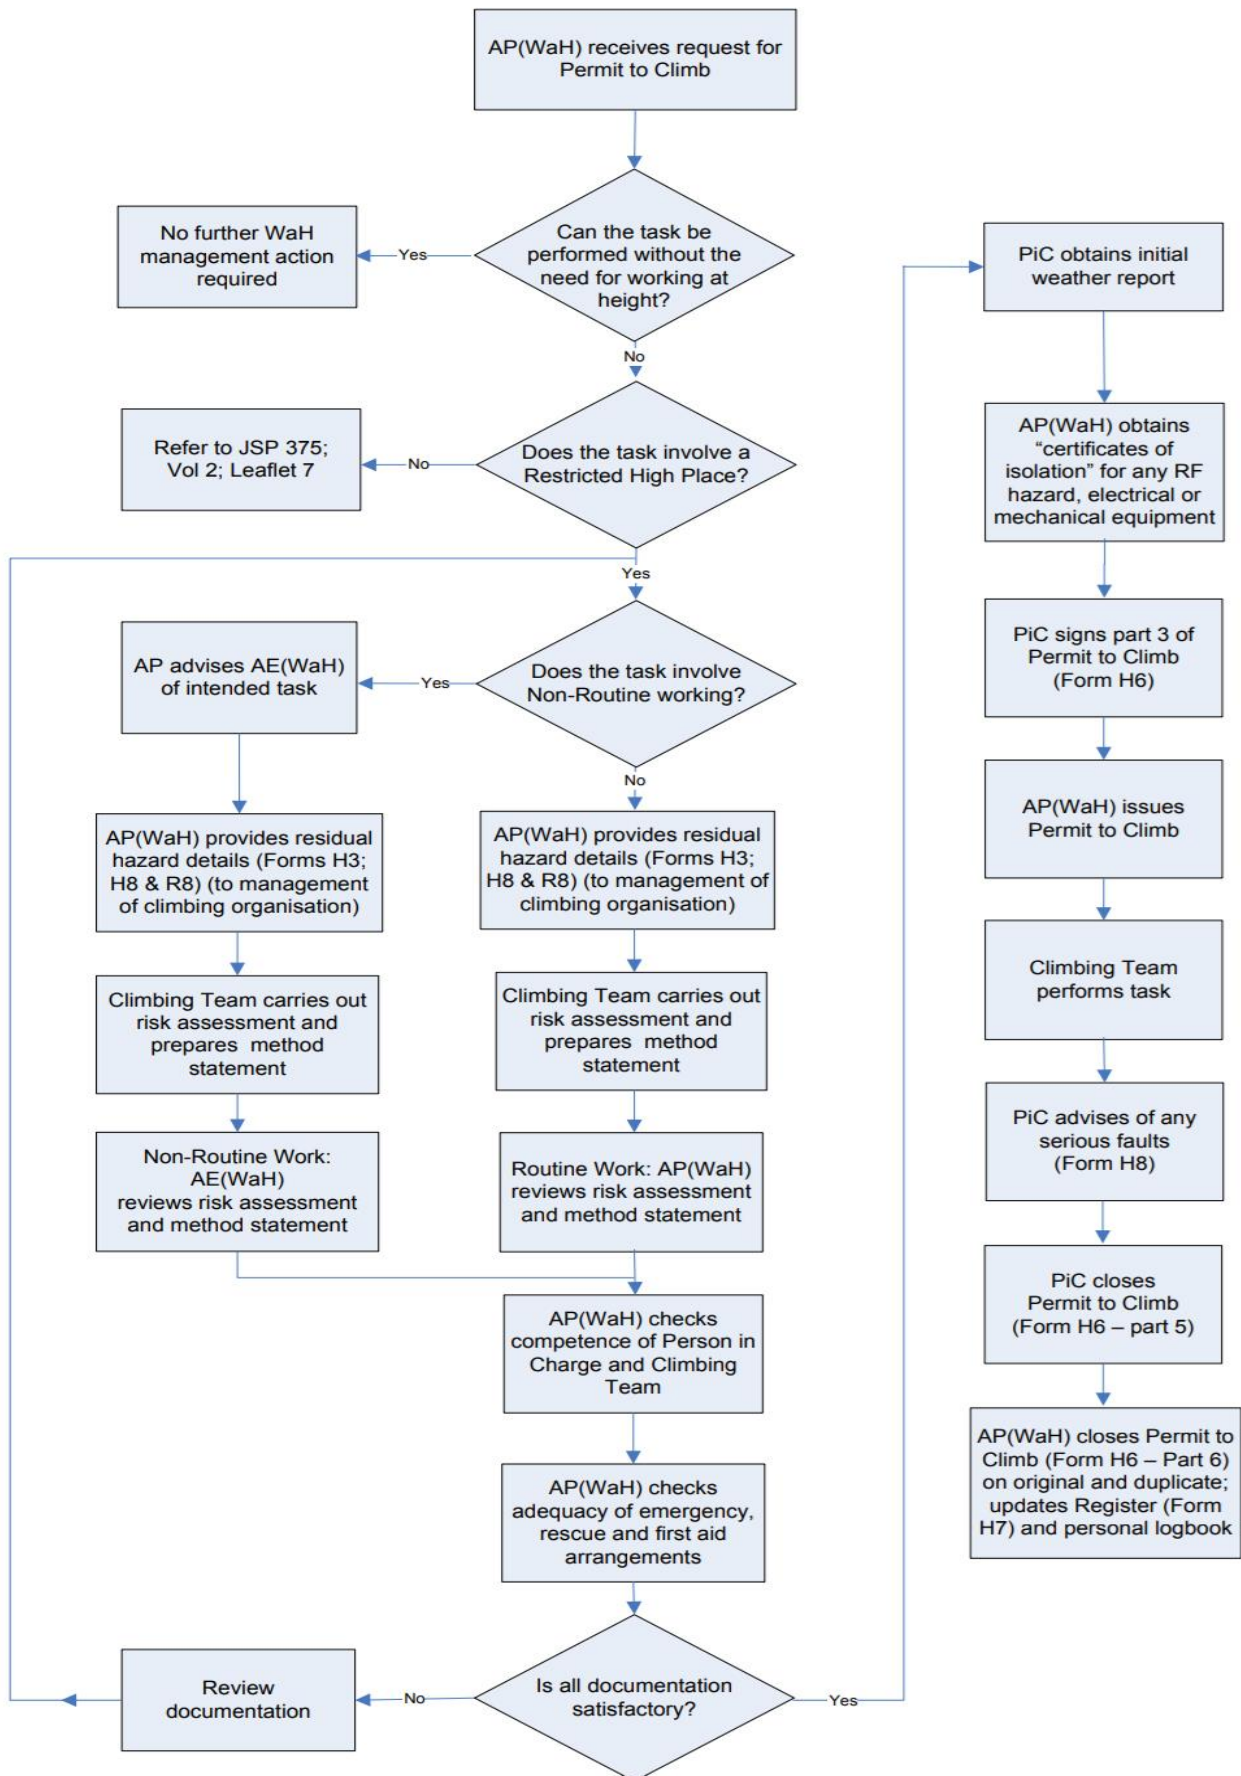 AP(WaH) receives request for
Permit to Climb
Can the task be
performed without the
need for working at
height?
Yes
No further WaH
management action
required
No
Does the task involve a
Restricted High Place?
No
Refer to JSP 375;
Vol 2; Leaflet 7
Yes
Does the task involve
Non-Routine working?
Yes
AP advises AE(WaH)
of intended task
No
AP(WaH) provides residual
hazard details (Forms H3;
H8 & R8) (to management
of climbing organisation)
Climbing Team carries out
risk assessment and
prepares method
statement
Non-Routine Work:
AE(WaH)
reviews risk assessment
and method statement
AP(WaH) provides residual
hazard details (Forms H3;
H8 & R8) (to management of
climbing organisation)
Climbing Team carries out
risk assessment and
prepares method
statement
Routine Work: AP(WaH)
reviews risk assessment
and method statement
AP(WaH) checks
competence of Person in
Charge and Climbing
Team
AP(WaH) checks
adequacy of emergency,
rescue and first aid
arrangements
Is all documentation
satisfactory?
No
Review
documentation
Yes
PiC obtains initial
weather report
AP(WaH) obtains
“certificates of
isolation” for any RF
hazard, electrical or
mechanical equipment
PiC signs part 3 of
Permit to Climb
(Form H6)
AP(WaH) issues
Permit to Climb
Climbing Team
performs task
PiC advises of any
serious faults
(Form H8)
PiC closes
Permit to Climb
(Form H6 – part 5)
AP(WaH) closes Permit to
Climb (Form H6 – Part 6)
on original and duplicate;
updates Register (Form
H7) and personal logbook